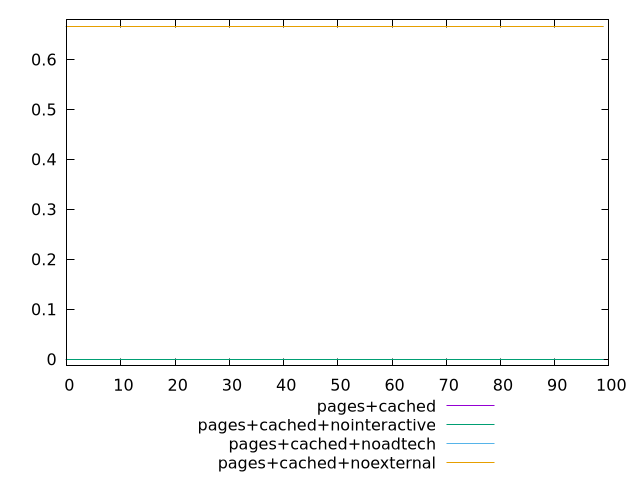 0.6
0.5
0.4
0.3
0.2
0.1
0
0 10 20 30 40 50 60 70 80 90 100
pages+cached
pages+cached+nointeractive
pages+cached+noadtech
pages+cached+noexternal